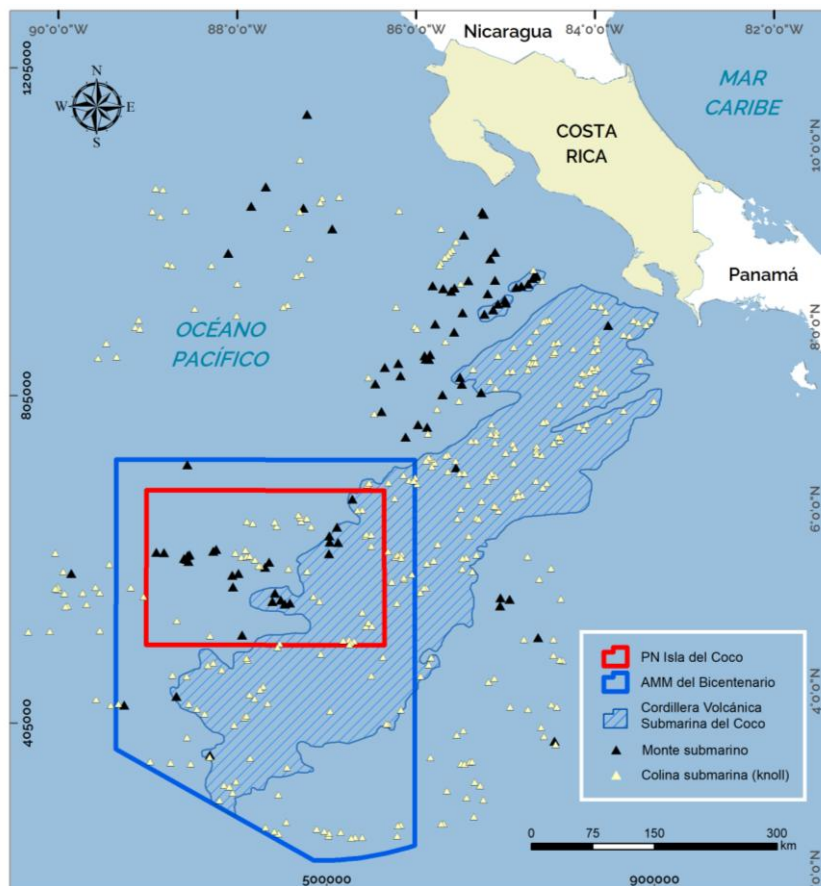 90°0'0"W
88°0'0"W
86°0'0"W
84°0'0"W
82°0'0"W
Nicaragua
1205000
N
W
E
S
MAR
CARIBE
COSTA
RICA
10°0'0"N
Panamá
OCÉANO
PACÍFICO
8°0'0"N
805000
6°0'0"N
PN Isla del Coco
AMM del Bicentenario
Cordillera Volcánica
Submarina del Coco
Monte submarino
Colina submarina (knoll)
4°0'0"N
405000
0 75 150 300
km
500000
900000